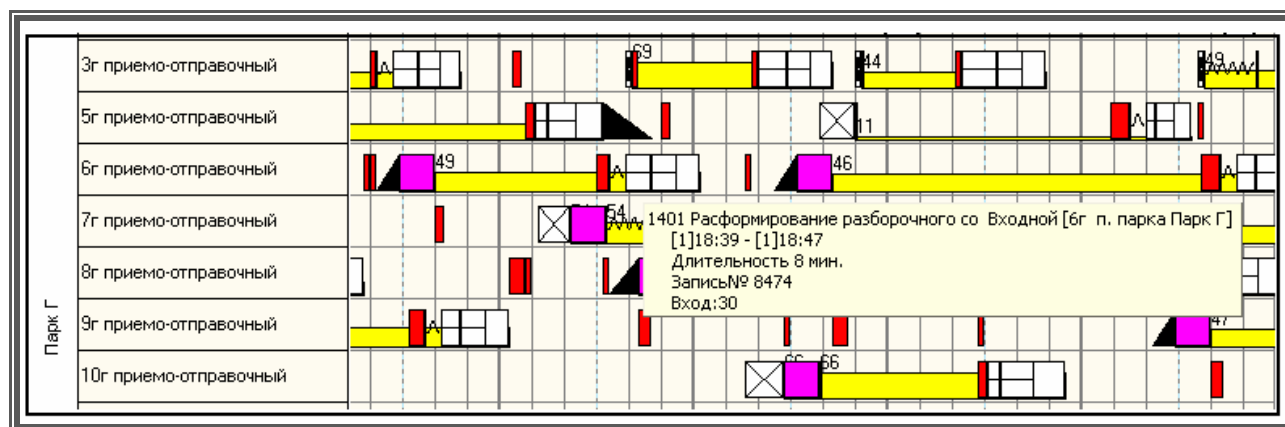 Парк Г
3г приемо-отправочный
69
44
49
5г приемо-отправочный
11
6г приемо-отправочный
49
46
7г приемо-отправочный
54
1401 Расформирование разборочного со Входной [6г п. парка Парк Г]
[1]18:39 - [1]18:47
Длительность 8 мин.
Запись№ 8474
Вход:30
8г приемо-отправочный
9г приемо-отправочный
47
10г приемо-отправочный
66
66